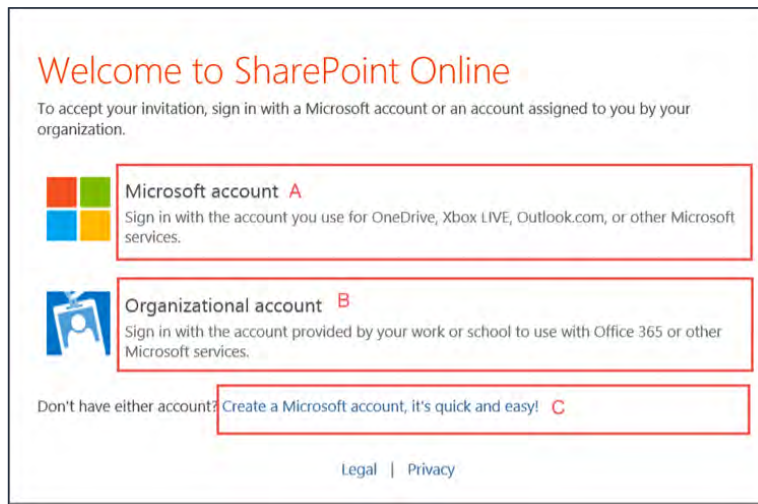 Welcome to SharePoint Online
To accept your invitation, sign in with a Microsoft account or an account assigned to you by your
organization.
Microsoft account A
Sign in with the account you use for OneDrive, Xbox LIVE, Outlook.com, or other Microsoft
services.
Organizational account B
Sign in with the account provided by your work or school to use with Office 365 or other
Microsoft services.
Don't have either account? Create a Microsoft account, it's quick and easy! C
Legal | Privacy